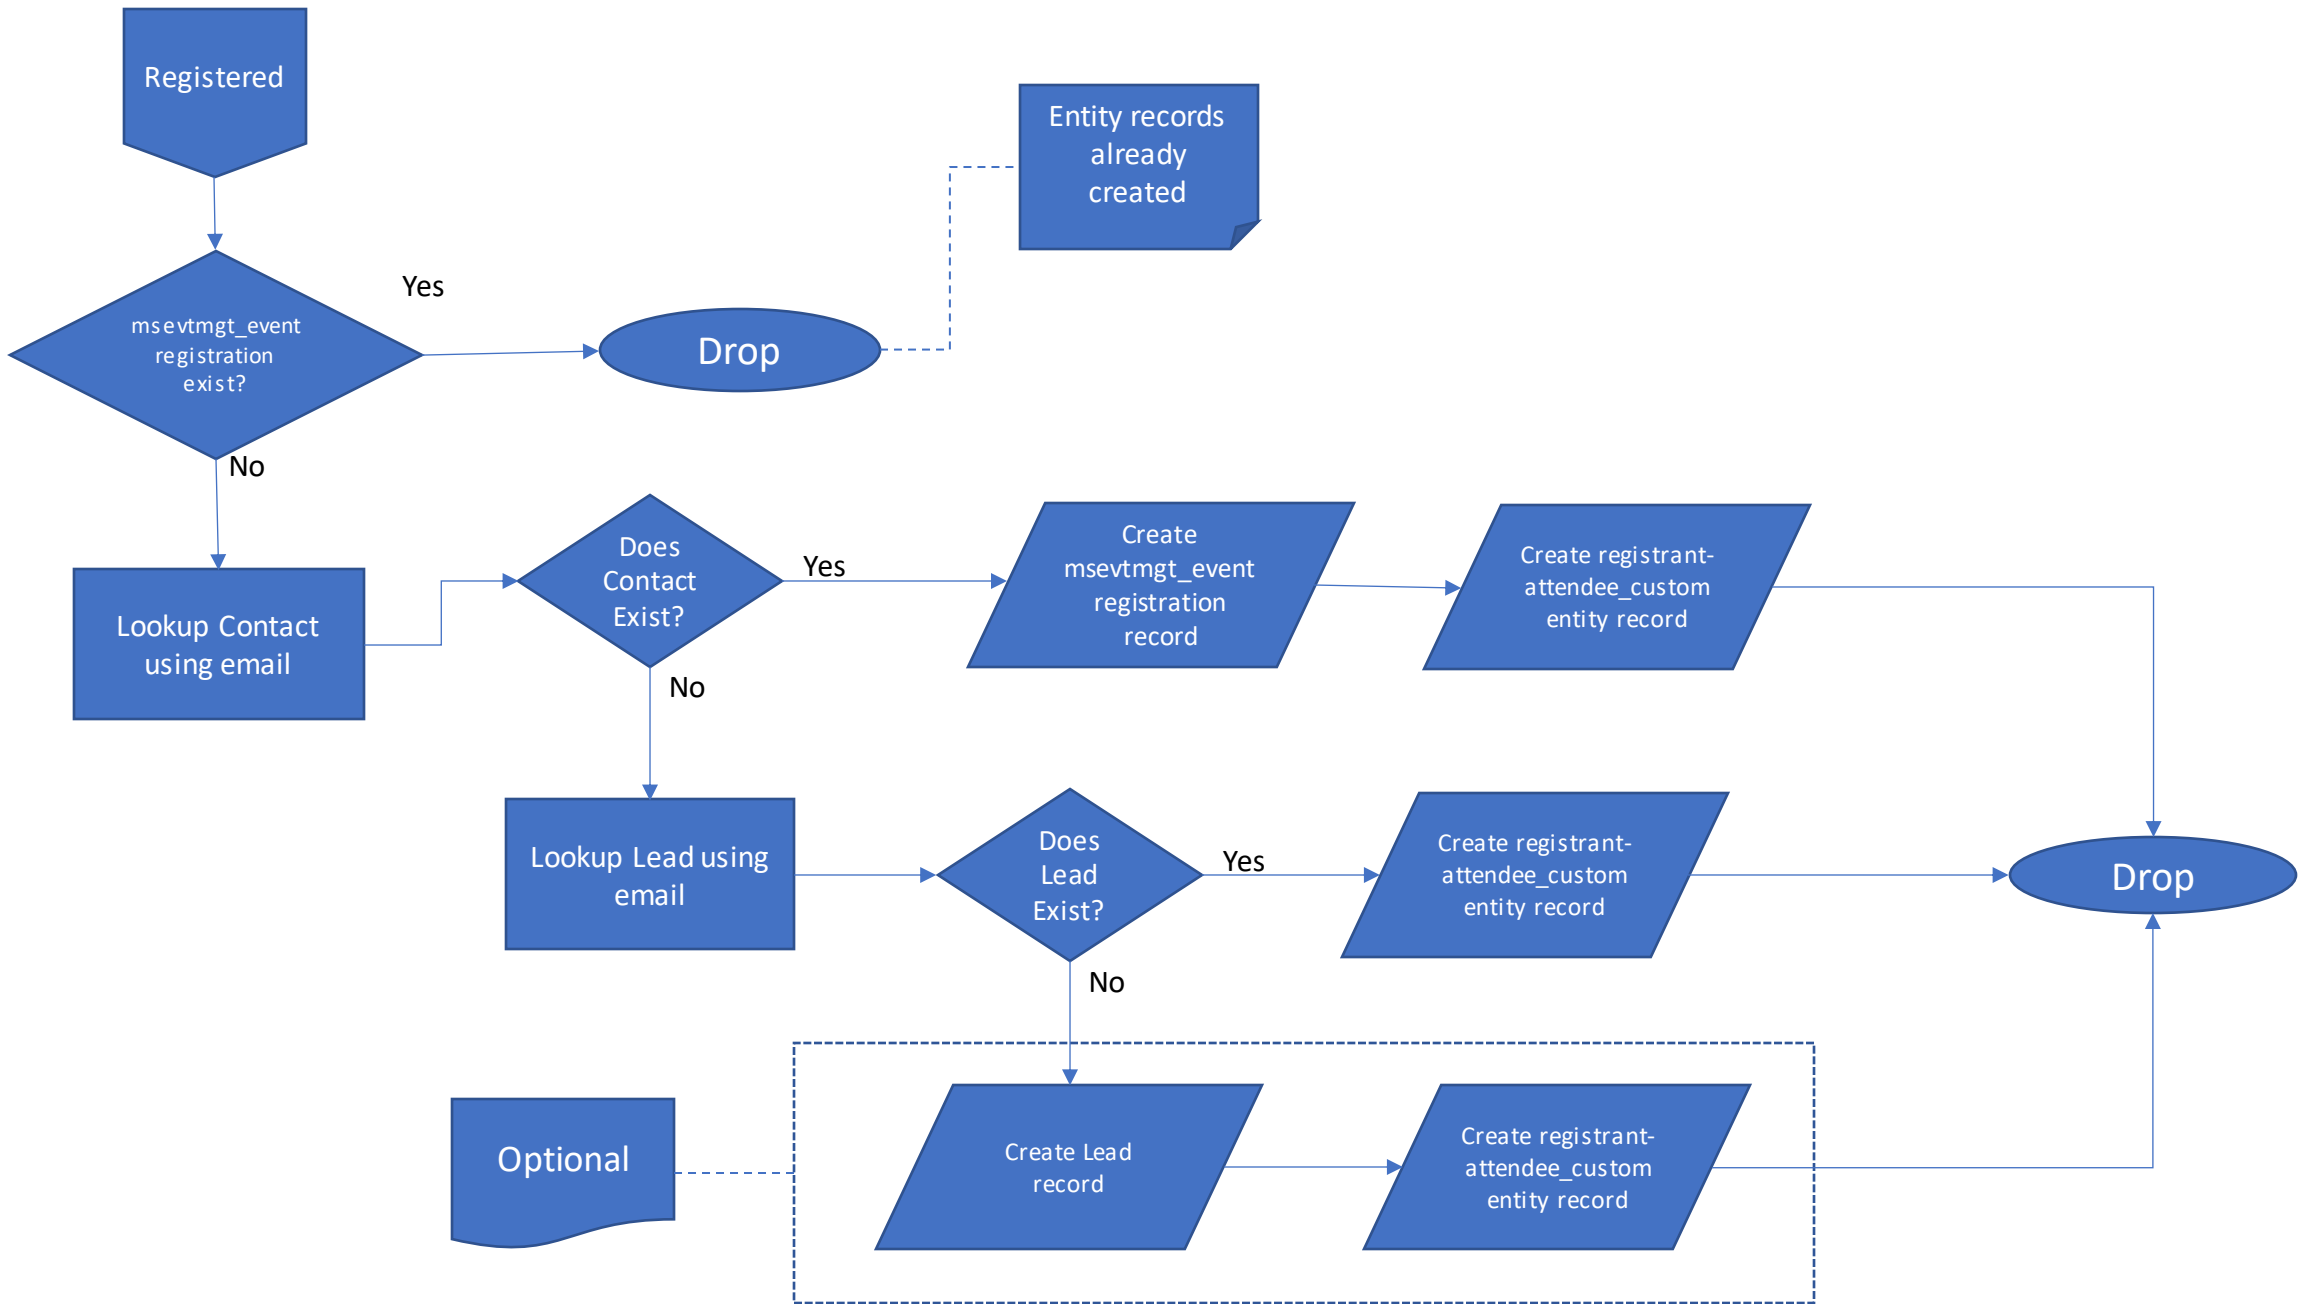 Registered
Entity records
already
created
Yes
msevtmgt_event
registration
exist?
Drop
No
Does
Contact
Exist?
Yes
Create
msevtmgt_event
registration
record
Create registrant-
attendee_custom
entity record
Lookup Contact
using email
No
Lookup Lead using
email
Does
Lead
Exist?
Yes
Create registrant-
attendee_custom
entity record
Drop
No
Optional
Create Lead
record
Create registrant-
attendee_custom
entity record